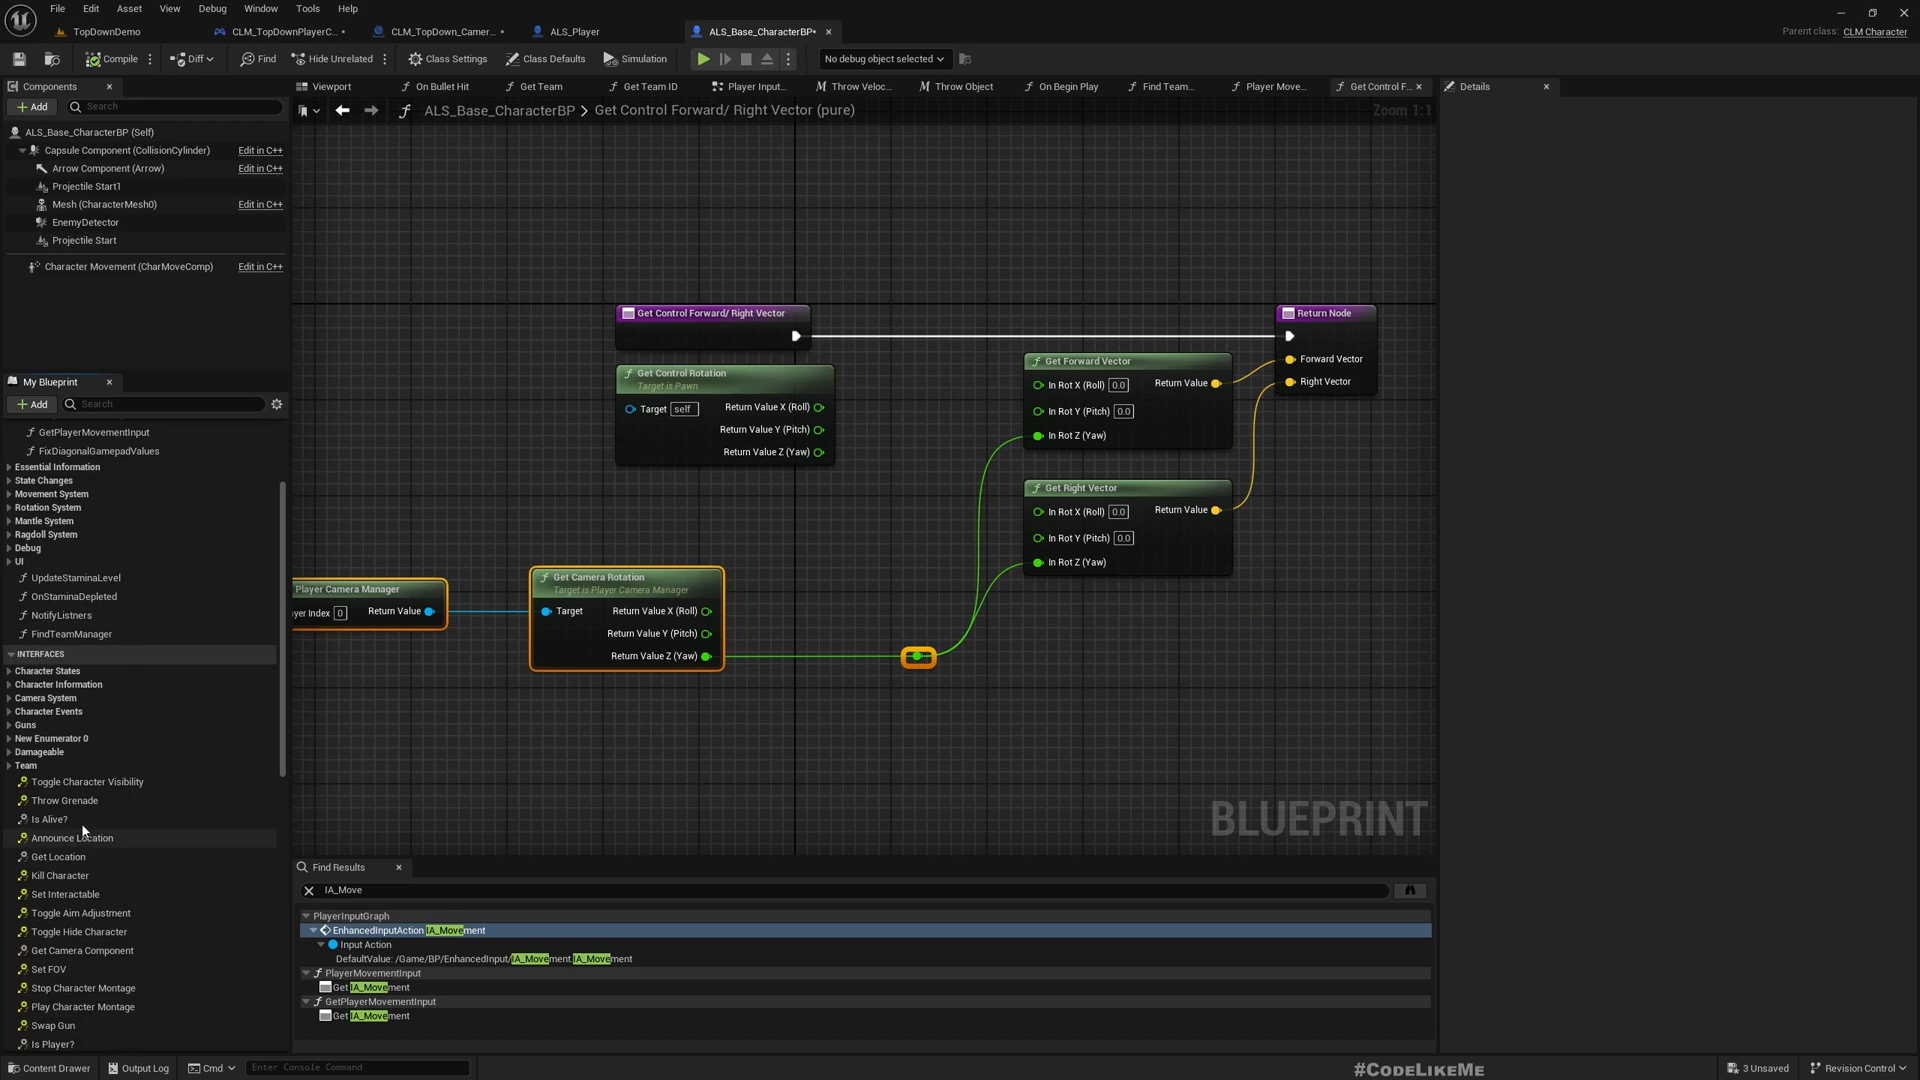 File Edit Asset View Debug Window Tools Help
TopDownDemo CLM_TopDownPlayerC...• CLM_TopDown_Camer...• ALS_Player ALS_Base_CharacterBP•
Parent class: CLM Character
Compile Diff Find Hide Unrelated Class Settings Class Defaults Simulation No debug object selected
Components
Add Search
ALS_Base_CharacterBP (Self)
Capsule Component (CollisionCylinder) Edit in C++
Arrow Component (Arrow) Edit in C++
Projectile Start1
Mesh (CharacterMesh0) Edit in C++
EnemyDetector
Projectile Start
Character Movement (CharMoveComp) Edit in C++
My Blueprint
Add Search
GetPlayerMovementInput
FixDiagonalGamepadValues
Essential Information
State Changes
Movement System
Rotation System
Mantle System
Ragdoll System
Debug
UI
UpdateStaminaLevel
OnStaminaDepleted
NotifyListners
FindTeamManager
INTERFACES
Character States
Character Information
Camera System
Character Events
Guns
New Enumerator 0
Damageable
Team
Toggle Character Visibility
Throw Grenade
Is Alive?
Announce Location
Get Location
Kill Character
Set Interactable
Toggle Aim Adjustment
Toggle Hide Character
Get Camera Component
Set FOV
Stop Character Montage
Play Character Montage
Swap Gun
Is Player?
Viewport On Bullet Hit Get Team Get Team ID Player Input... Throw Veloc... Throw Object On Begin Play Find Team... Player Move... Get Control F...
ALS_Base_CharacterBP > Get Control Forward/ Right Vector (pure)
Zoom 1:1
Get Control Forward/ Right Vector
Get Control Rotation
Target is Pawn
Target self
Return Value X (Roll)
Return Value Y (Pitch)
Return Value Z (Yaw)
Player Camera Manager
yer Index 0 Return Value
Get Camera Rotation
Target is Player Camera Manager
Target Return Value X (Roll)
Return Value Y (Pitch)
Return Value Z (Yaw)
Get Forward Vector
In Rot X (Roll) 0.0 Return Value
In Rot Y (Pitch) 0.0
In Rot Z (Yaw)
Get Right Vector
In Rot X (Roll) 0.0 Return Value
In Rot Y (Pitch) 0.0
In Rot Z (Yaw)
Return Node
Forward Vector
Right Vector
BLUEPRINT
Find Results
IA_Move
PlayerInputGraph
EnhancedInputAction IA_Movement
Input Action
DefaultValue: /Game/BP/EnhancedInput/IA_Movement.IA_Movement
PlayerMovementInput
Get IA_Movement
GetPlayerMovementInput
Get IA_Movement
Details
Content Drawer Output Log Cmd Enter Console Command
#CODELIKEME
3 Unsaved Revision Control